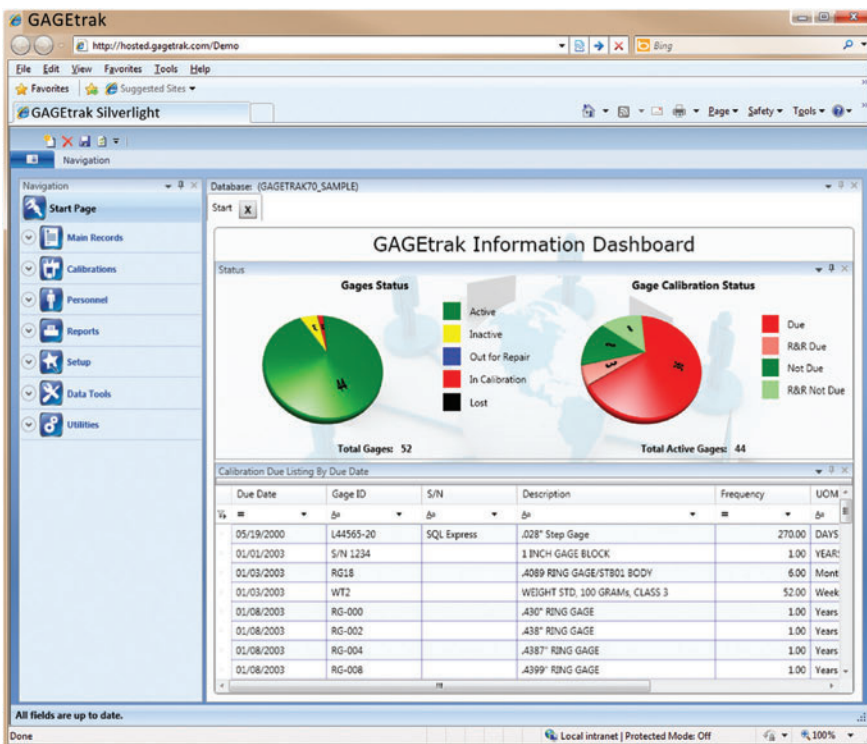 GAGEtrak
http://hosted.gagetrak.com/Demo
Bing
File Edit View Favorites Tools Help
Favorites Suggested Sites
GAGEtrak Silverlight
Page Safety Tools
Navigation
Navigation
Start Page
Main Records
Calibrations
Personnel
Reports
Setup
Data Tools
Utilities
Database: (GAGETRAK70_SAMPLE)
Start X
GAGEtrak Information Dashboard
Status
Gages Status
44
Active
Inactive
Out for Repair
In Calibration
Lost
Total Gages: 52
Gage Calibration Status
3
Due
R&R Due
Not Due
R&R Not Due
Total Active Gages: 44
Calibration Due Listing By Due Date
Due Date Gage ID S/N Description Frequency UOM
05/19/2000 L44565-20 SQL Express .028" Step Gage 270.00 DAYS
01/01/2003 S/N 1234 1 INCH GAGE BLOCK 1.00 YEARS
01/03/2003 RG18 .4089 RING GAGE/STB01 BODY 6.00 Mont
01/03/2003 WT2 WEIGHT STD, 100 GRAMs, CLASS 3 52.00 Week
01/08/2003 RG-000 .430" RING GAGE 1.00 Years
01/08/2003 RG-002 .438" RING GAGE 1.00 Years
01/08/2003 RG-004 .4387" RING GAGE 1.00 Years
01/08/2003 RG-008 .4399" RING GAGE 1.00 Years
All fields are up to date.
Done Local intranet | Protected Mode: Off 100%